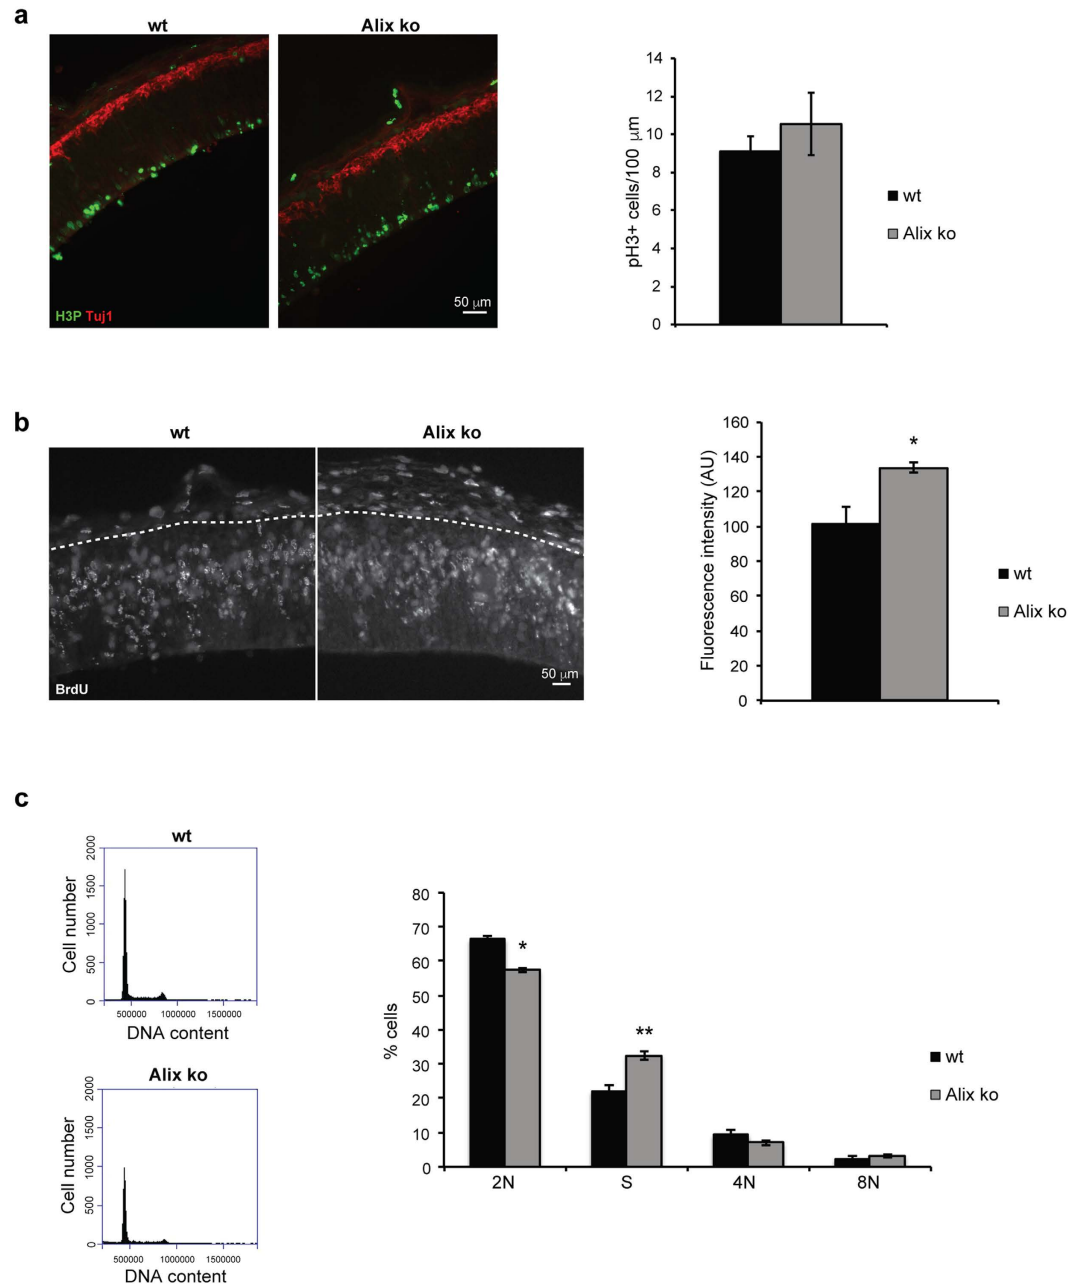 a
wt
Alix ko
H3P Tuj1
50 μm
pH3+ cells/100 μm
14
12
10
8
6
4
2
0
wt
Alix ko
b
wt
Alix ko
BrdU
50 μm
Fluorescence intensity (AU)
160
140
120
100
80
60
40
20
0
*
wt
Alix ko
c
wt
Cell number
2000
1500
1000
500
0
500000 1000000 1500000
DNA content
Alix ko
Cell number
2000
1500
1000
500
0
500000 1000000 1500000
DNA content
% cells
80
70
60
50
40
30
20
10
0
*
**
2N S 4N 8N
wt
Alix ko